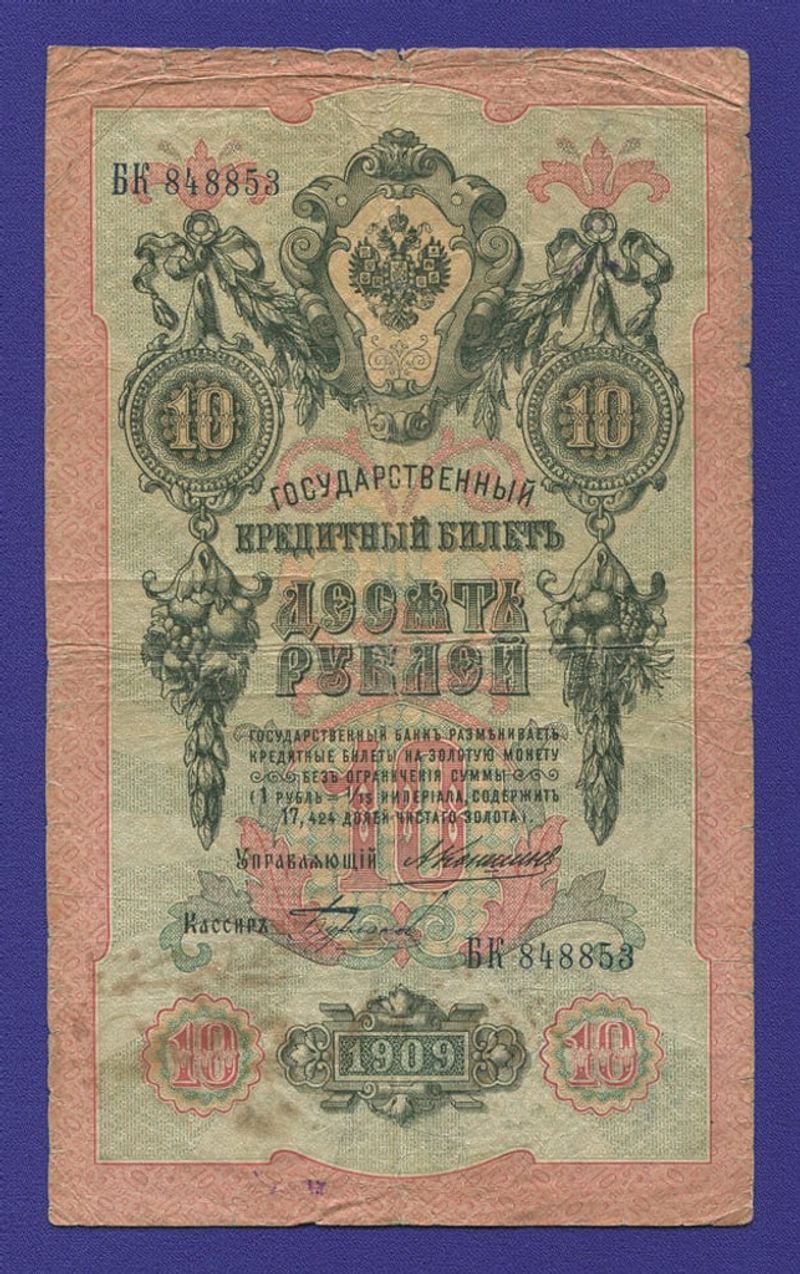 БК 848853
10 10
ГОСУДАРСТВЕННЫЙ
КРЕДИТНЫЙ БИЛЕТЪ
ДЕСЯТЬ
РУБЛЕЙ
ГОСУДАРСТВЕННЫЙ БАНКЪ РАЗМѢНИВАЕТЪ
КРЕДИТНЫЕ БИЛЕТЫ НА ЗОЛОТУЮ МОНЕТУ
БЕЗЪ ОГРАНИЧЕНІЯ СУММЫ
(1 РУБЛЬ = 1/15 ИМПЕРІАЛА, СОДЕРЖИТЪ
17,424 ДОЛЕЙ ЧИСТАГО ЗОЛОТА).
10
УПРАВЛЯЮЩІЙ А Коншинъ
КАССИРЪ
БК 848853
10 1909 10